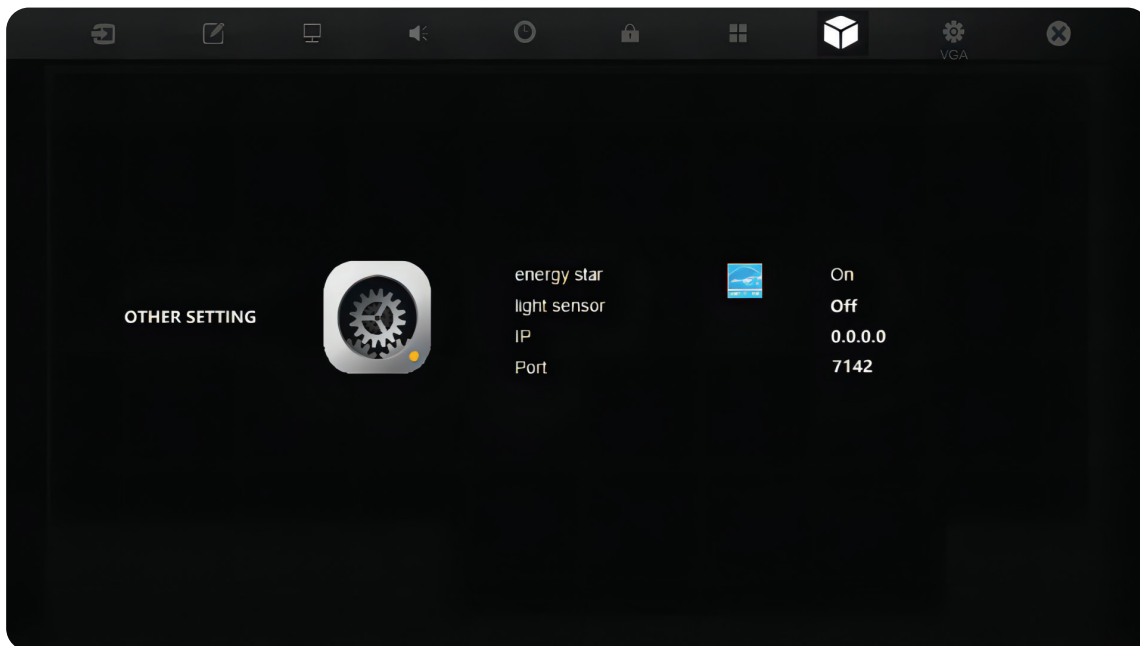 VGA
energy star On
light sensor Off
OTHER SETTING
IP 0.0.0.0
Port 7142